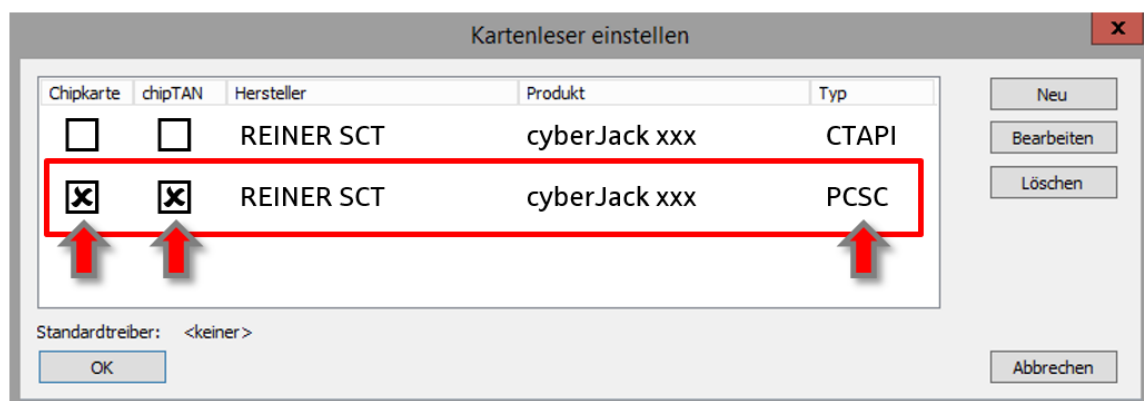 Kartenleser einstellen
x
Chipkarte chipTAN Hersteller Produkt Typ
Neu
REINER SCT cyberJack xxx CTAPI
Bearbeiten
REINER SCT cyberJack xxx PCSC
Löschen
Standardtreiber: <keiner>
OK
Abbrechen